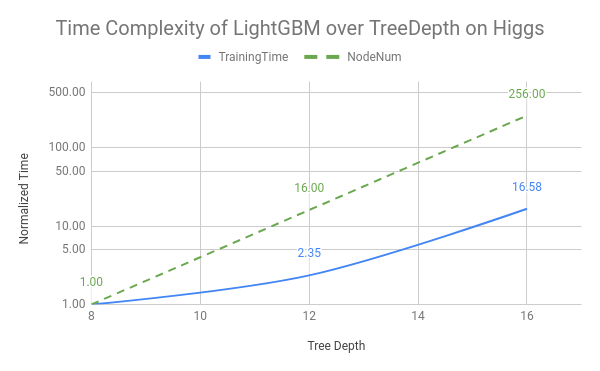 Time Complexity of LightGBM over TreeDepth on Higgs
TrainingTime NodeNum
Normalized Time
500.00
100.00
50.00
10.00
5.00
1.00
256.00
16.00
1.00
16.58
2.35
8 10 12 14 16
Tree Depth